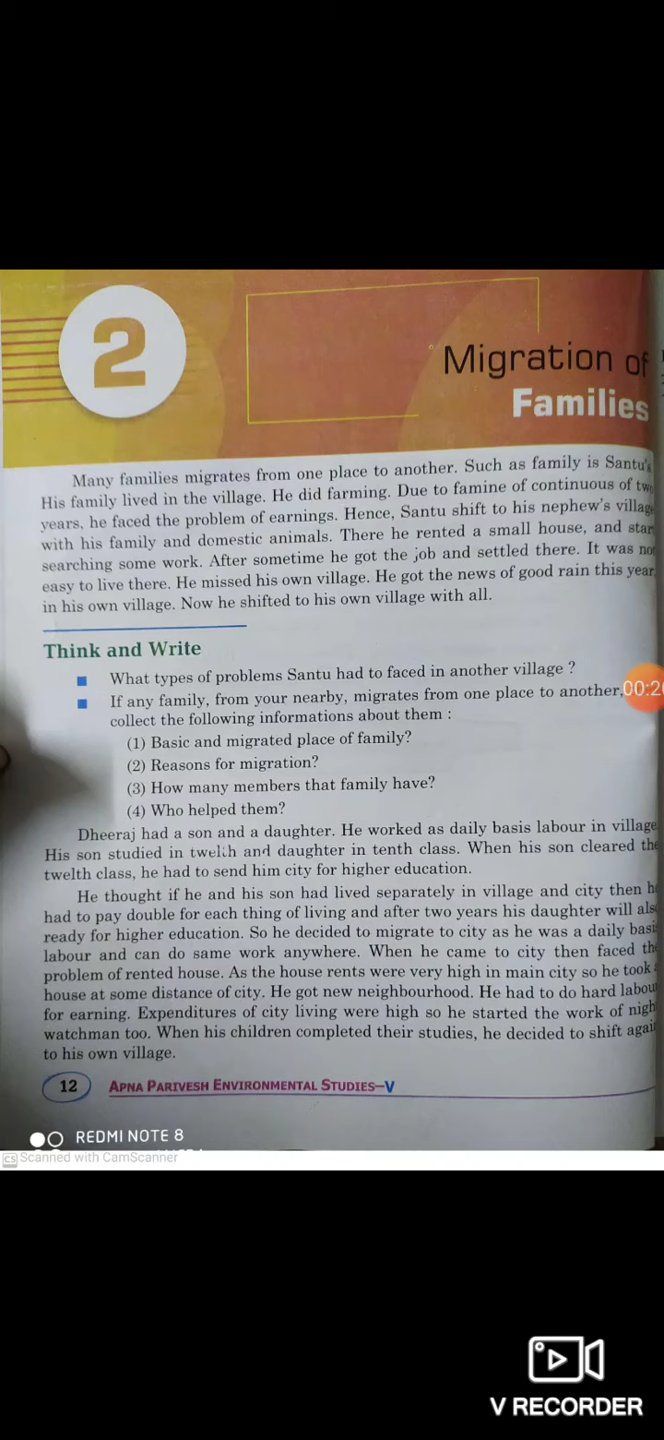 2
Migration of
Families
Many families migrates from one place to another. Such as family is Santu's
His family lived in the village. He did farming. Due to famine of continuous of two
years, he faced the problem of earnings. Hence, Santu shift to his nephew's village
with his family and domestic animals. There he rented a small house, and star
searching some work. After sometime he got the job and settled there. It was not
easy to live there. He missed his own village. He got the news of good rain this year
in his own village. Now he shifted to his own village with all.
Think and Write
What types of problems Santu had to faced in another village ?
If any family, from your nearby, migrates from one place to another,
collect the following informations about them :
(1) Basic and migrated place of family?
(2) Reasons for migration?
(3) How many members that family have?
(4) Who helped them?
Dheeraj had a son and a daughter. He worked as daily basis labour in village
His son studied in twelth and daughter in tenth class. When his son cleared the
twelth class, he had to send him city for higher education.
He thought if he and his son had lived separately in village and city then h
had to pay double for each thing of living and after two years his daughter will also
ready for higher education. So he decided to migrate to city as he was a daily basi
labour and can do same work anywhere. When he came to city then faced the
problem of rented house. As the house rents were very high in main city so he took a
house at some distance of city. He got new neighbourhood. He had to do hard labou
for earning. Expenditures of city living were high so he started the work of nigh
watchman too. When his children completed their studies, he decided to shift agai
to his own village.
12 APNA PARIVESH ENVIRONMENTAL STUDIES–V
REDMI NOTE 8
CS Scanned with CamScanner
00:20
V RECORDER